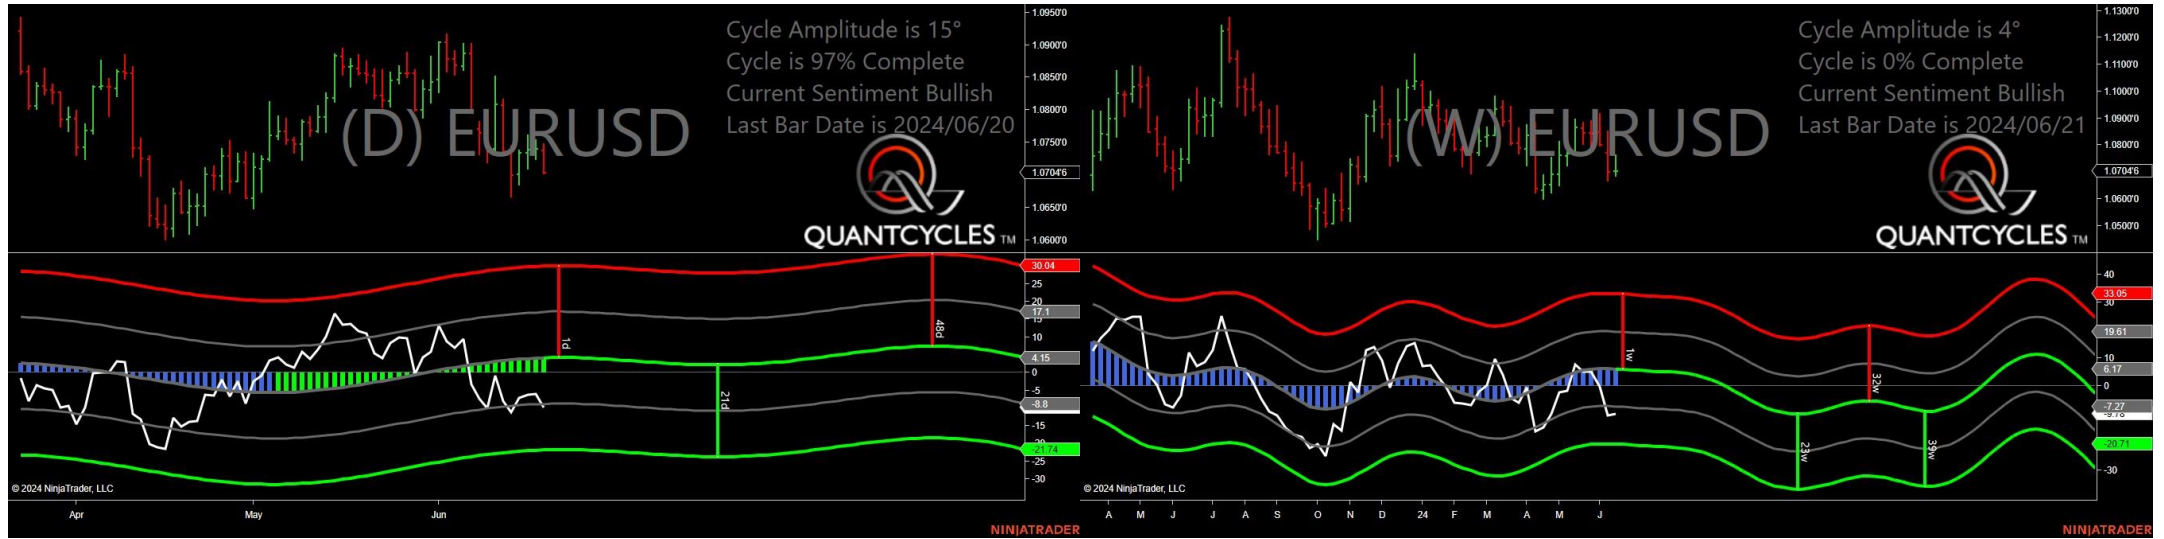 Cycle Amplitude is 15°
Cycle is 97% Complete
Current Sentiment Bullish
Last Bar Date is 2024/06/20
(D) EURUSD
QUANTCYCLES TM
1.0950'0
1.0900'0
1.0850'0
1.0800'0
1.0750'0
1.0704'6
1.0650'0
1.0600'0
30.04
25
20
17.1
15
10
4.15
0
-5
-8.8
-15
-21.74
-25
-30
1d
21d
48d
© 2024 NinjaTrader, LLC
Apr
May
Jun
NINJATRADER
Cycle Amplitude is 4°
Cycle is 0% Complete
Current Sentiment Bullish
Last Bar Date is 2024/06/21
(W) EURUSD
QUANTCYCLES TM
1.1300'0
1.1200'0
1.1100'0
1.1000'0
1.0900'0
1.0800'0
1.0704'6
1.0600'0
1.0500'0
40
33.05
30
19.61
10
6.17
0
-7.27
-9.78
-20.71
-30
1w
23w
32w
39w
© 2024 NinjaTrader, LLC
A M J J A S O N D 24 F M A M J
NINJATRADER